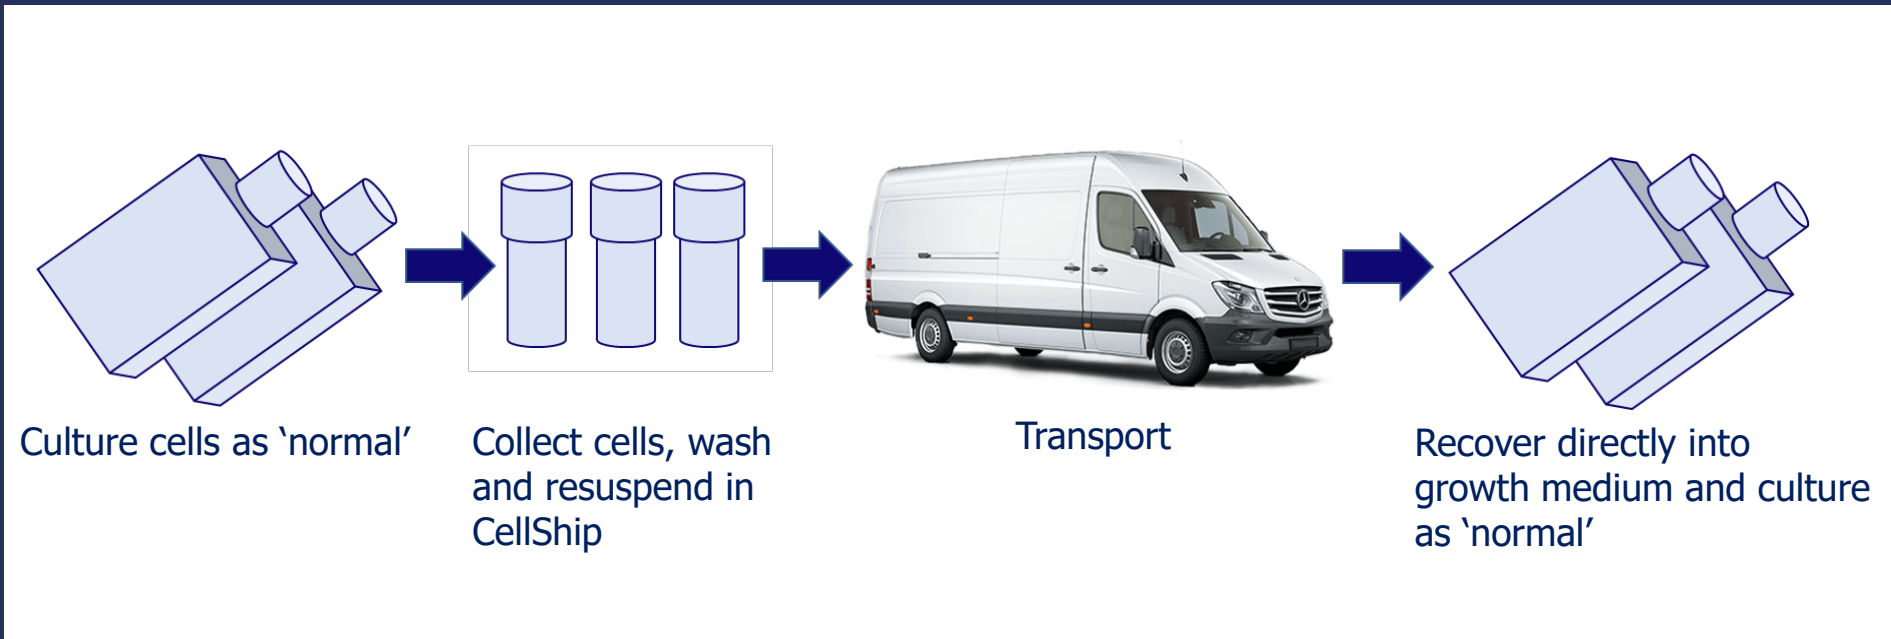 Culture cells as ‘normal’
Collect cells, wash
and resuspend in
CellShip
Transport
Recover directly into
growth medium and culture
as ‘normal’